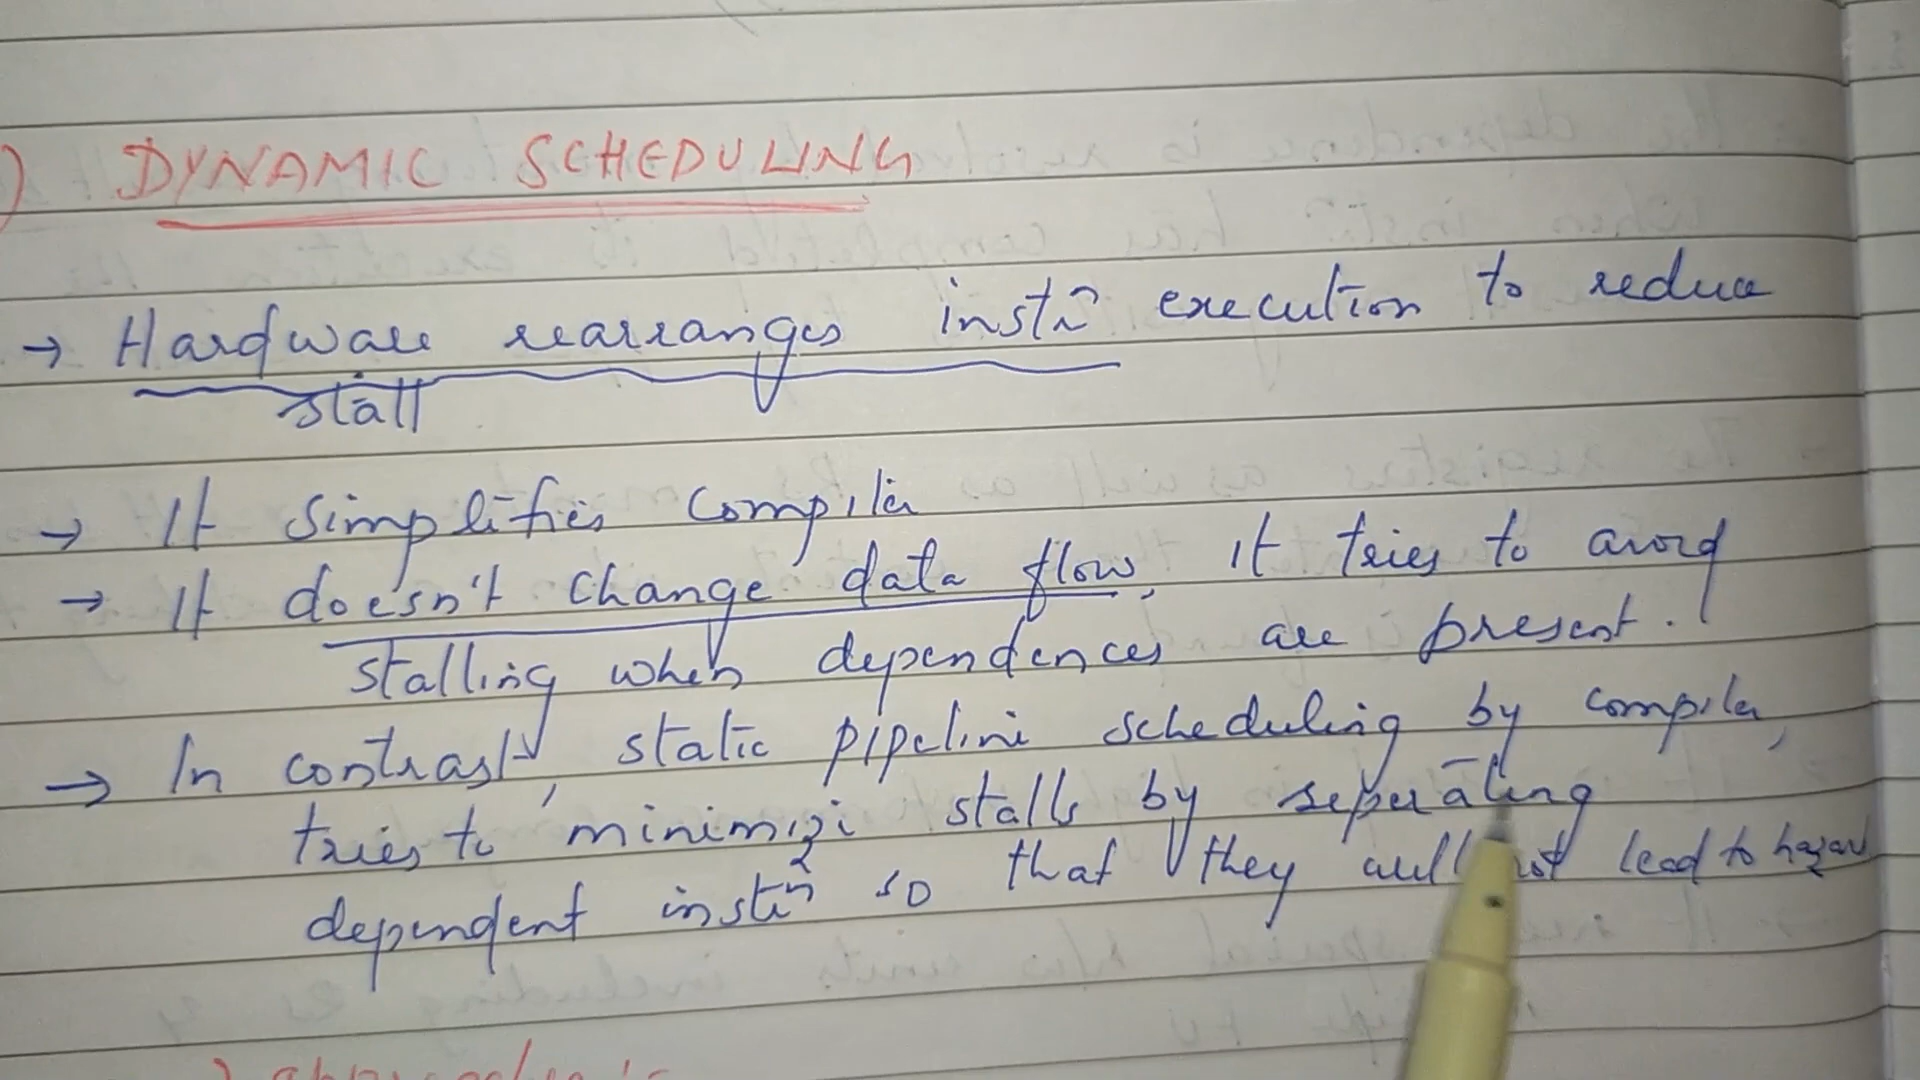 ) DYNAMIC SCHEDULING
→ Hardware rearranges instn execution to reduce
stall
→ It simplifies compiler
→ It doesn't change data flow, it tries to avoid
stalling when dependences are present.
→ In contrast, static pipeline scheduling by compiler,
tries to minimize stalls by seperating
dependent instn so that they will not lead to hazard